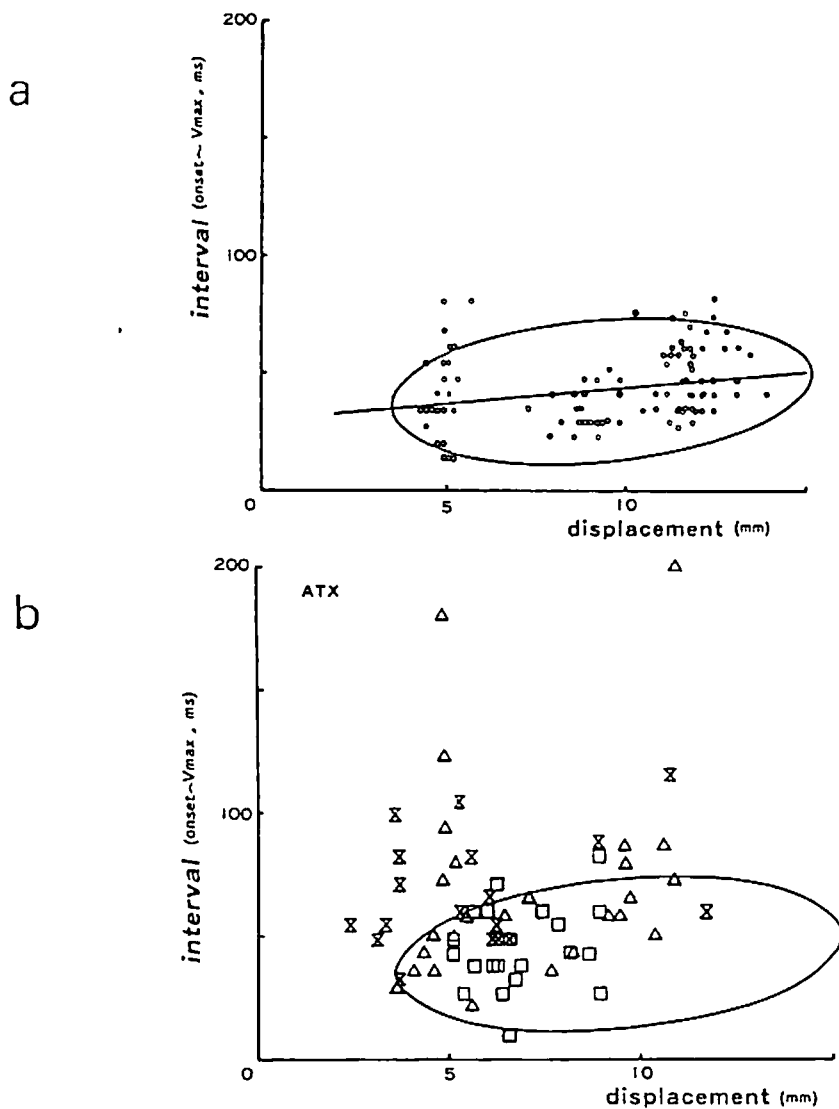 a
200
100
0
5
10
interval (onset~Vmax, ms)
displacement (mm)
b
ATX
200
100
0
5
10
interval (onset~Vmax, ms)
displacement (mm)